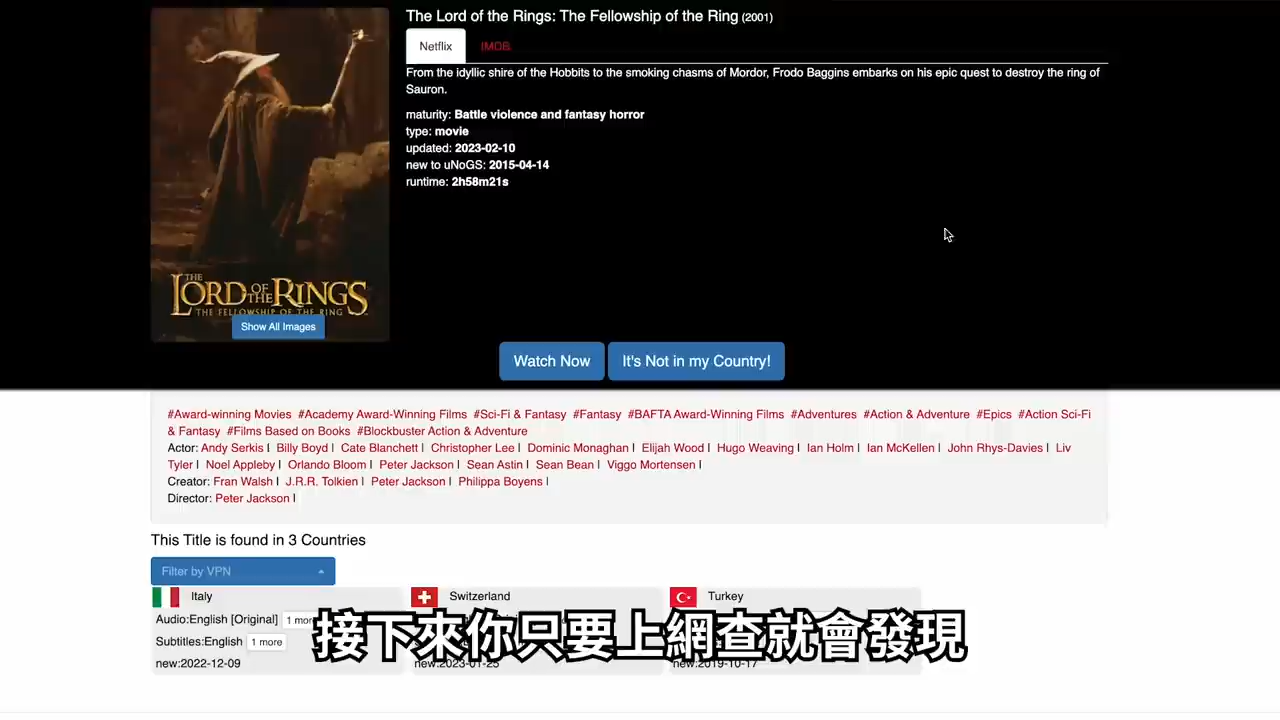 The Lord of the Rings: The Fellowship of the Ring (2001)
Netflix
IMDB
From the idyllic shire of the Hobbits to the smoking chasms of Mordor, Frodo Baggins embarks on his epic quest to destroy the ring of
Sauron.
maturity: Battle violence and fantasy horror
type: movie
updated: 2023-02-10
new to uNoGS: 2015-04-14
runtime: 2h58m21s
THE
LORD OF THE RINGS
THE FELLOWSHIP OF THE RING
Show All Images
Watch Now
It's Not in my Country!
#Award-winning Movies #Academy Award-Winning Films #Sci-Fi & Fantasy #Fantasy #BAFTA Award-Winning Films #Adventures #Action & Adventure #Epics #Action Sci-Fi
& Fantasy #Films Based on Books #Blockbuster Action & Adventure
Actor: Andy Serkis | Billy Boyd | Cate Blanchett | Christopher Lee | Dominic Monaghan | Elijah Wood | Hugo Weaving | Ian Holm | Ian McKellen | John Rhys-Davies | Liv
Tyler | Noel Appleby | Orlando Bloom | Peter Jackson | Sean Astin | Sean Bean | Viggo Mortensen |
Creator: Fran Walsh | J.R.R. Tolkien | Peter Jackson | Philippa Boyens |
Director: Peter Jackson |
This Title is found in 3 Countries
Filter by VPN
Italy
Audio:English [Original]
Subtitles:English 1 more
new:2022-12-09
Switzerland
new:2023-01-25
Turkey
new:2019-10-17
接下來你只要上網查就會發現